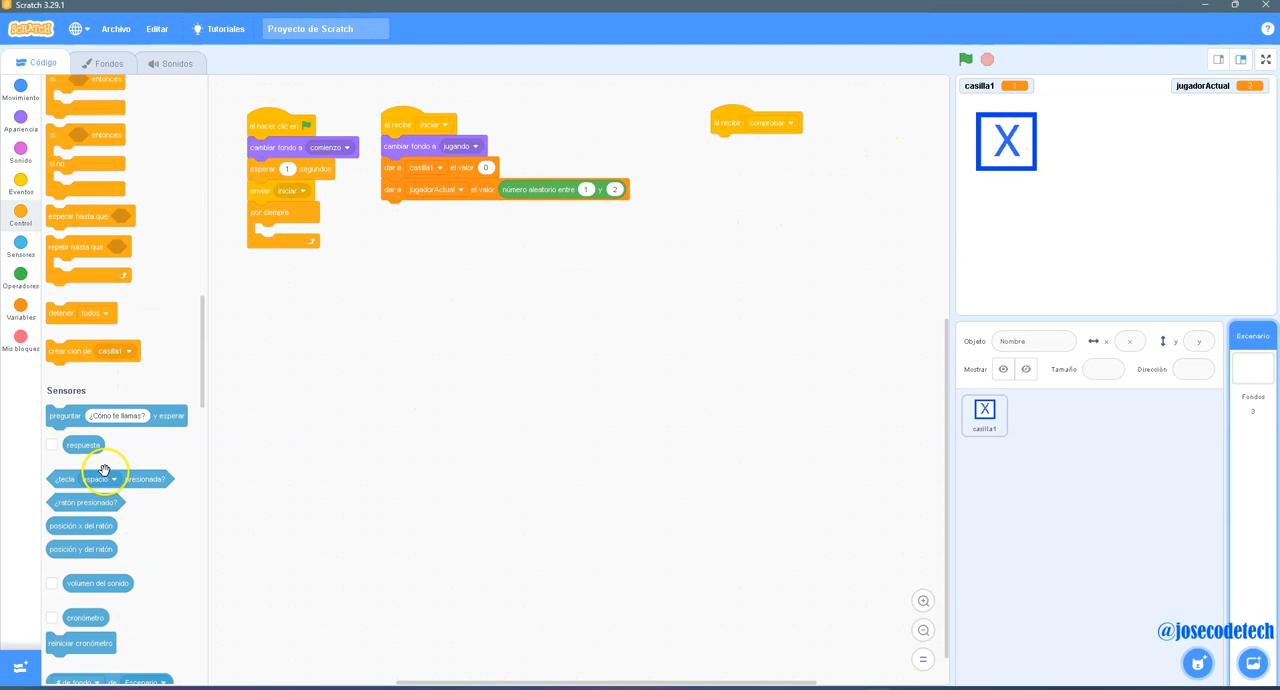 Scratch 3.29.1
SCRATCH Archivo Editar Tutoriales Proyecto de Scratch ?
Código Fondos Sonidos
Movimiento
Apariencia
Sonido
Eventos
Control
Sensores
Operadores
Variables
Mis bloques
si entonces
si entonces
si no
esperar hasta que
repetir hasta que
detener todos
crear clon de casilla1
Sensores
preguntar ¿Cómo te llamas? y esperar
respuesta
¿tecla espacio presionada?
¿ratón presionado?
posición x del ratón
posición y del ratón
volumen del sonido
cronómetro
reiniciar cronómetro
# de fondo de Escenario
al hacer clic en
cambiar fondo a comienzo
esperar 1 segundos
enviar iniciar
por siempre
al recibir iniciar
cambiar fondo a jugando
dar a casilla1 el valor 0
dar a jugadorActual el valor número aleatorio entre 1 y 2
al recibir comprobar
casilla1 1
jugadorActual 2
X
Objeto Nombre x x y y
Mostrar Tamaño Dirección
X
casilla1
Escenario
Fondos
3
@josecodetech